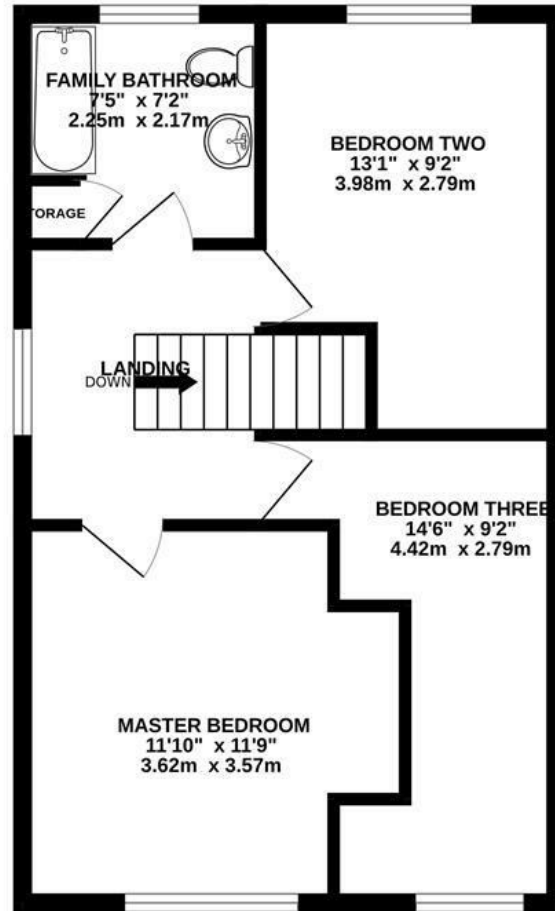 FAMILY BATHROOM
7'5" x 7'2"
2.25m x 2.17m
BEDROOM TWO
13'1" x 9'2"
3.98m x 2.79m
TORAGE
LANDING
DOWN
BEDROOM THREE
14'6" x 9'2"
4.42m x 2.79m
MASTER BEDROOM
11'10" x 11'9"
3.62m x 3.57m